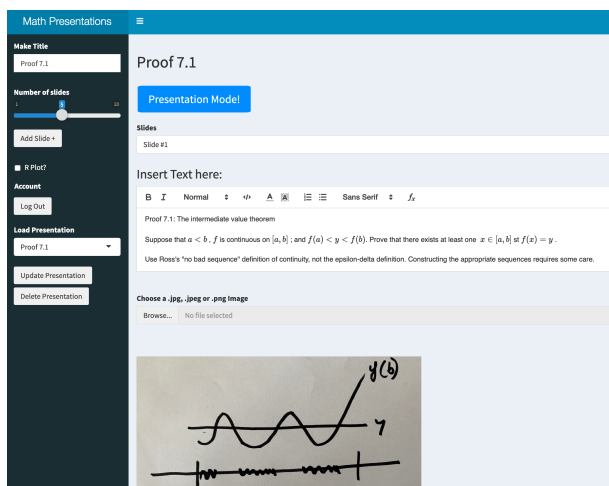 Math Presentations
Make Title
Proof 7.1
Number of slides
1 5 10
Add Slide +
R Plot?
Account
Log Out
Load Presentation
Proof 7.1
Update Presentation
Delete Presentation
Proof 7.1
Presentation Mode!
Slides
Slide #1
Insert Text here:
B I Normal </> A A Sans Serif fx
Proof 7.1: The intermediate value theorem
Suppose that a < b , f is continuous on [a, b] ; and f(a) < y < f(b). Prove that there exists at least one x ∈ [a, b] st f(x) = y .
Use Ross's "no bad sequence" definition of continuity, not the epsilon-delta definition. Constructing the appropriate sequences requires some care.
Choose a .jpg, .jpeg or .png Image
Browse... No file selected
y(b)
y